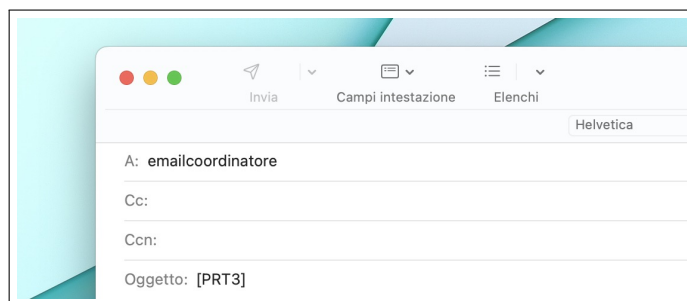 Invia Campi intestazione Elenchi
Helvetica
A: emailcoordinatore
Cc:
Ccn:
Oggetto: [PRT3]